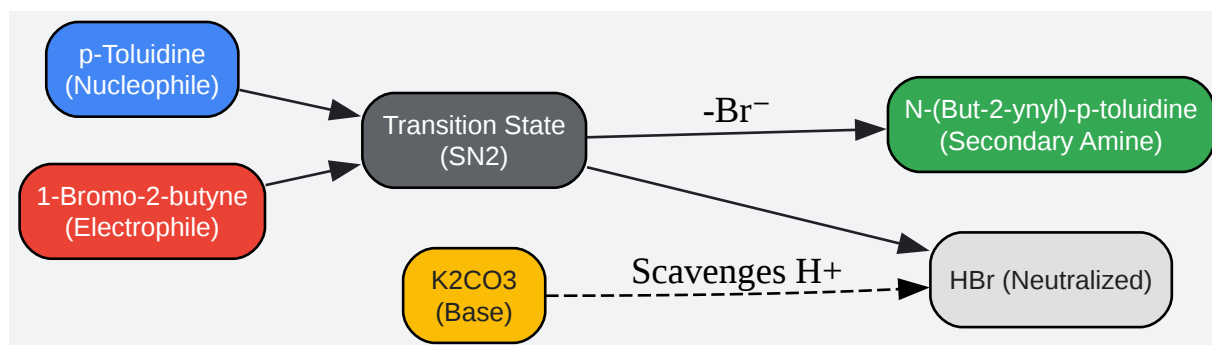 p-Toluidine
(Nucleophile)
1-Bromo-2-butyne
(Electrophile)
Transition State
(SN2)
-Br⁻
N-(But-2-ynyl)-p-toluidine
(Secondary Amine)
K2CO3
(Base)
Scavenges H+
HBr (Neutralized)